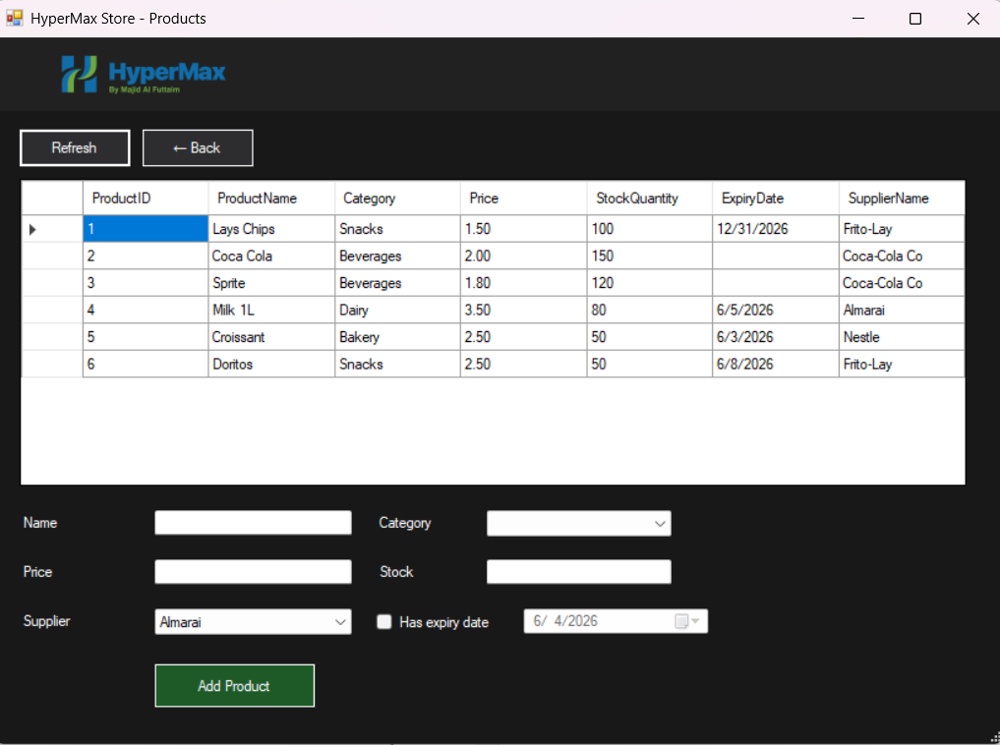 HyperMax Store - Products
HyperMax
By Majid Al Futtaim
Refresh ← Back
ProductID ProductName Category Price StockQuantity ExpiryDate SupplierName
1 Lays Chips Snacks 1.50 100 12/31/2026 Frito-Lay
2 Coca Cola Beverages 2.00 150 Coca-Cola Co
3 Sprite Beverages 1.80 120 Coca-Cola Co
4 Milk 1L Dairy 3.50 80 6/5/2026 Almarai
5 Croissant Bakery 2.50 50 6/3/2026 Nestle
6 Doritos Snacks 2.50 50 6/8/2026 Frito-Lay
Name Category
Price Stock
Supplier Almarai Has expiry date 6/ 4/2026
Add Product